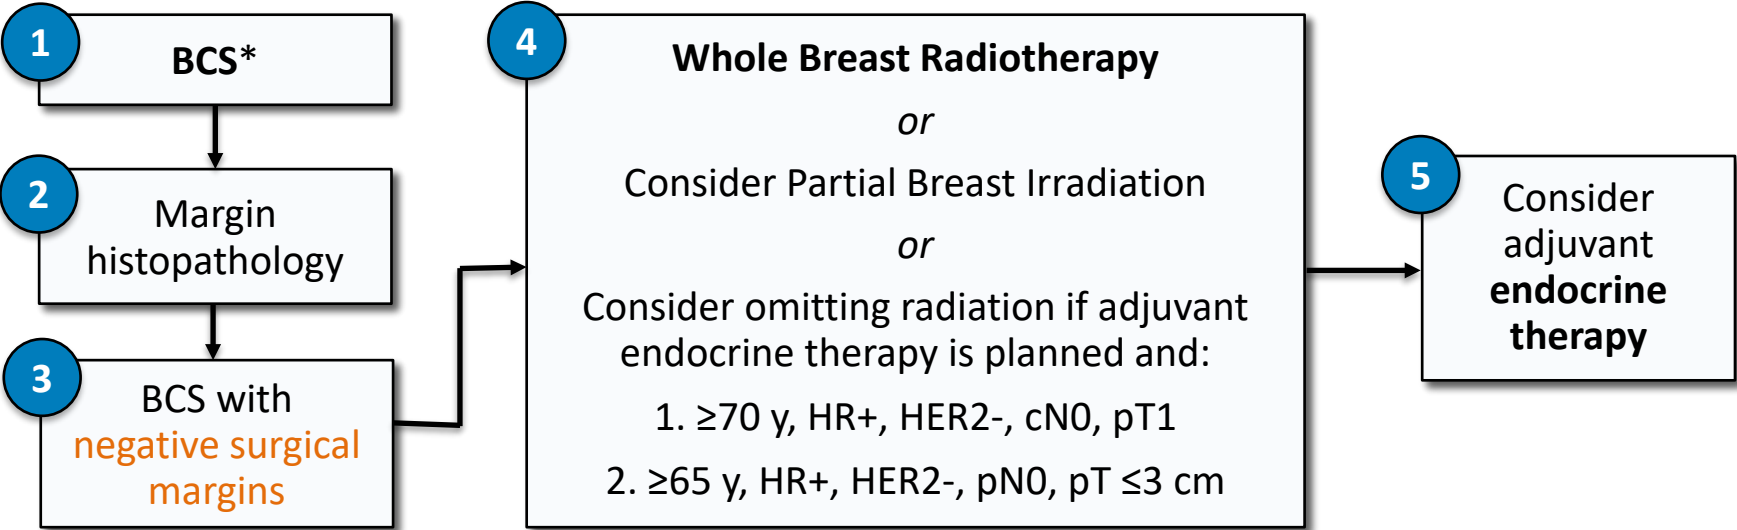 1
BCS*
2
Margin
histopathology
3
BCS with
negative surgical
margins
4
Whole Breast Radiotherapy
or
Consider Partial Breast Irradiation
or
Consider omitting radiation if adjuvant
endocrine therapy is planned and:
1. ≥70 y, HR+, HER2-, cN0, pT1
2. ≥65 y, HR+, HER2-, pN0, pT ≤3 cm
5
Consider
adjuvant
endocrine
therapy